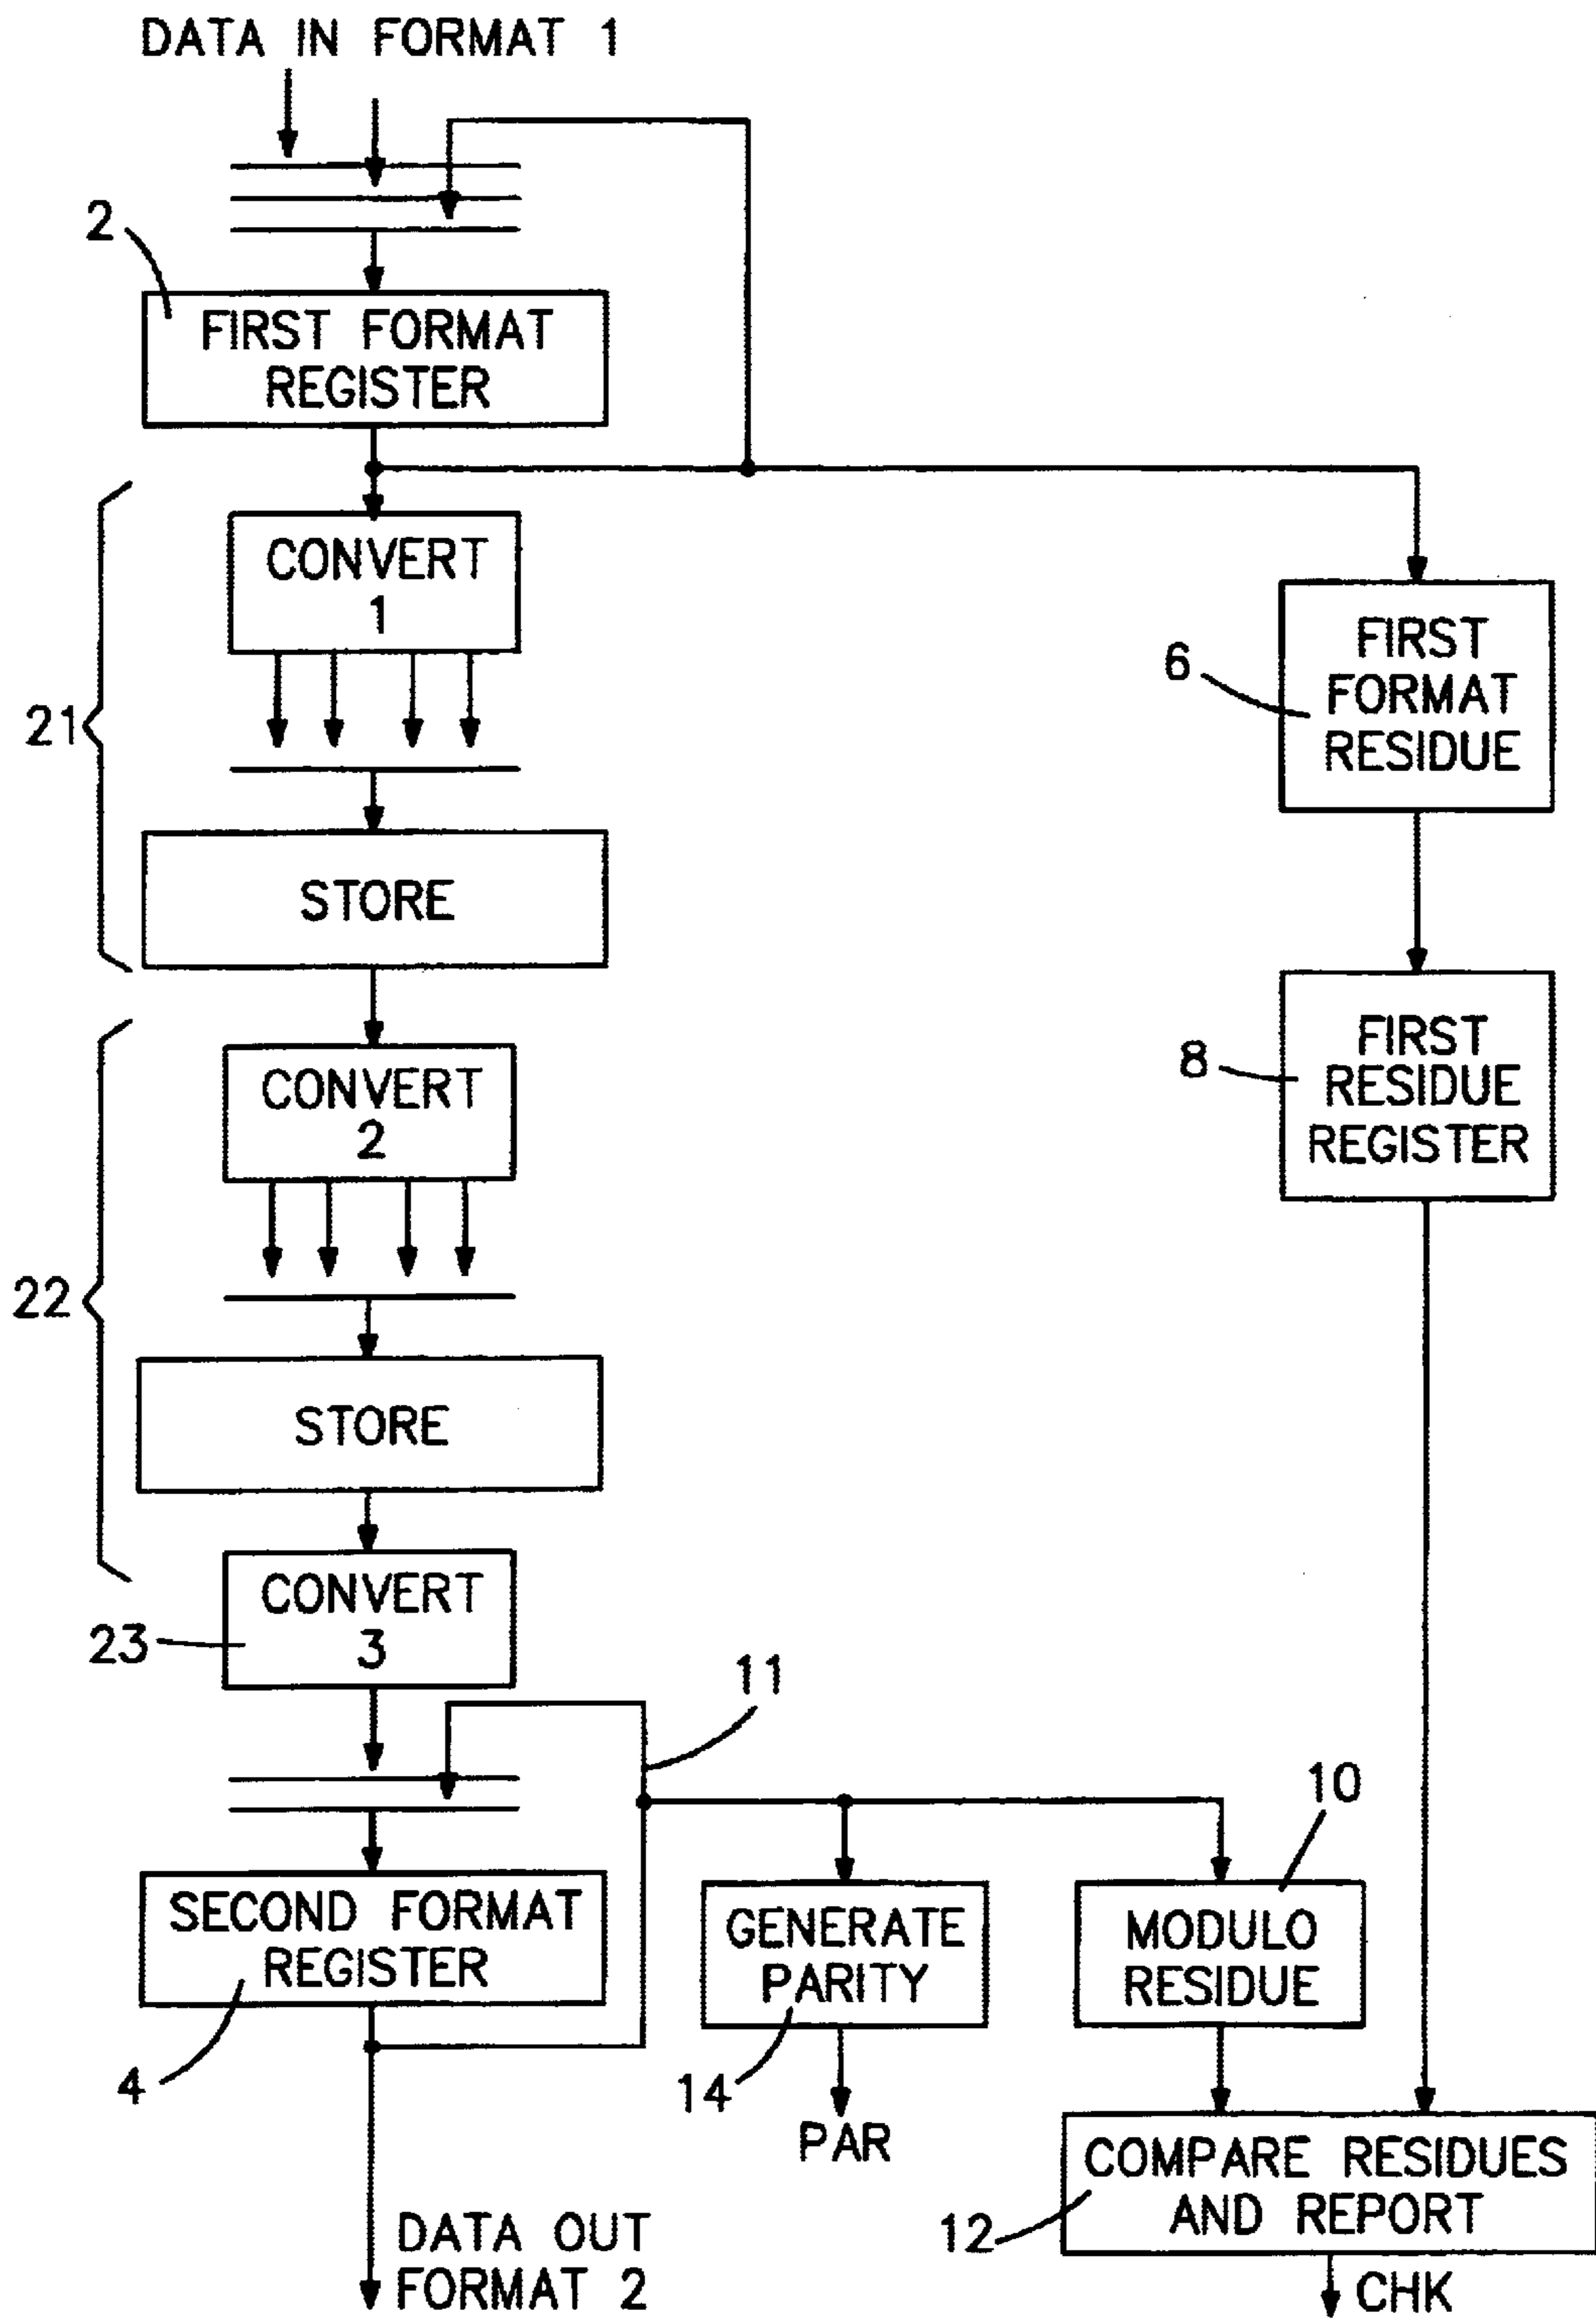 DATA IN FORMAT 1
2
FIRST FORMAT
REGISTER
CONVERT
1
21
6
FIRST
FORMAT
RESIDUE
STORE
8
FIRST
RESIDUE
REGISTER
CONVERT
2
22
STORE
CONVERT
3
23
11
10
SECOND FORMAT
REGISTER
4
GENERATE
PARITY
14
PAR
MODULO
RESIDUE
COMPARE RESIDUES
AND REPORT
12
DATA OUT
FORMAT 2
CHK